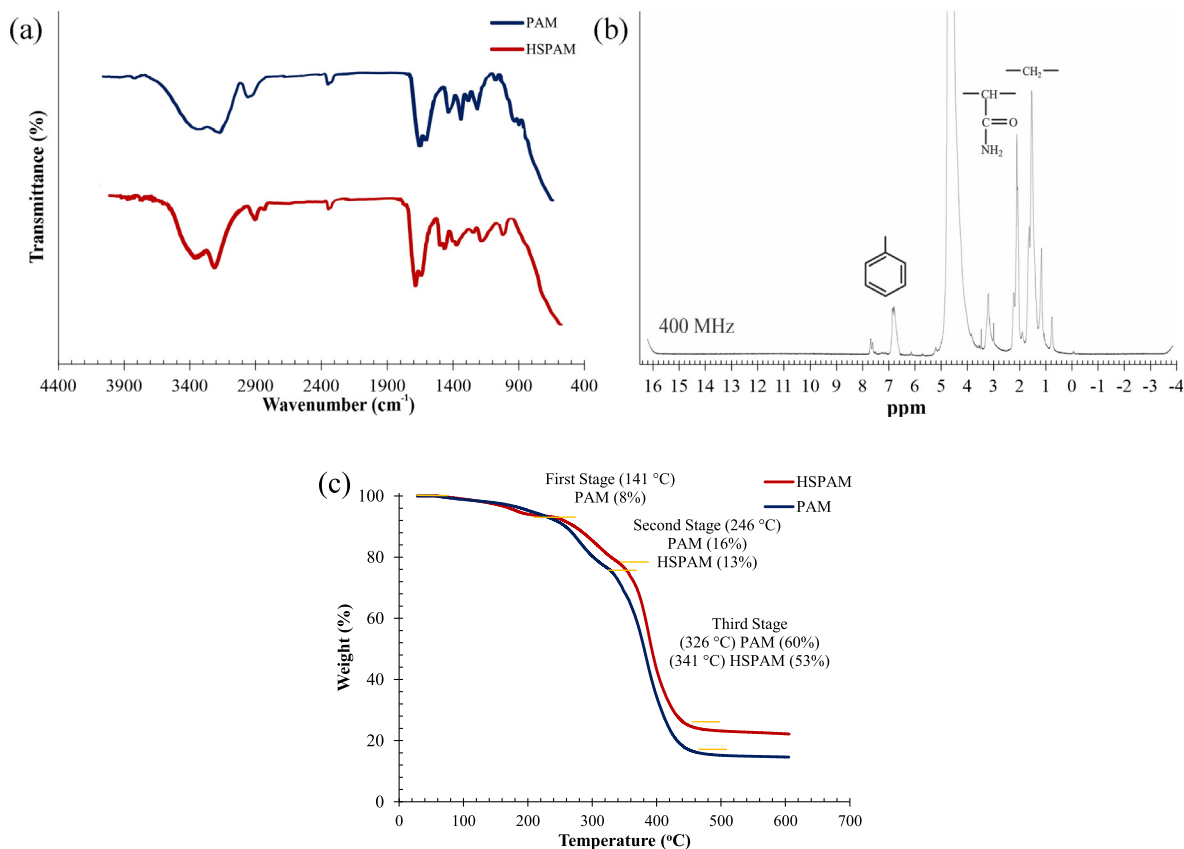 (a)
PAM
HSPAM
Transmittance (%)
4400 3900 3400 2900 2400 1900 1400 900 400
Wavenumber (cm-1)
(b)
CH2
CH
C=O
NH2
400 MHz
16 15 14 13 12 11 10 9 8 7 6 5 4 3 2 1 0 -1 -2 -3 -4
ppm
(c)
First Stage (141 °C)
PAM (8%)
HSPAM
PAM
Second Stage (246 °C)
PAM (16%)
HSPAM (13%)
Third Stage
(326 °C) PAM (60%)
(341 °C) HSPAM (53%)
Weight (%)
100
80
60
40
20
0
0 100 200 300 400 500 600 700
Temperature (oC)